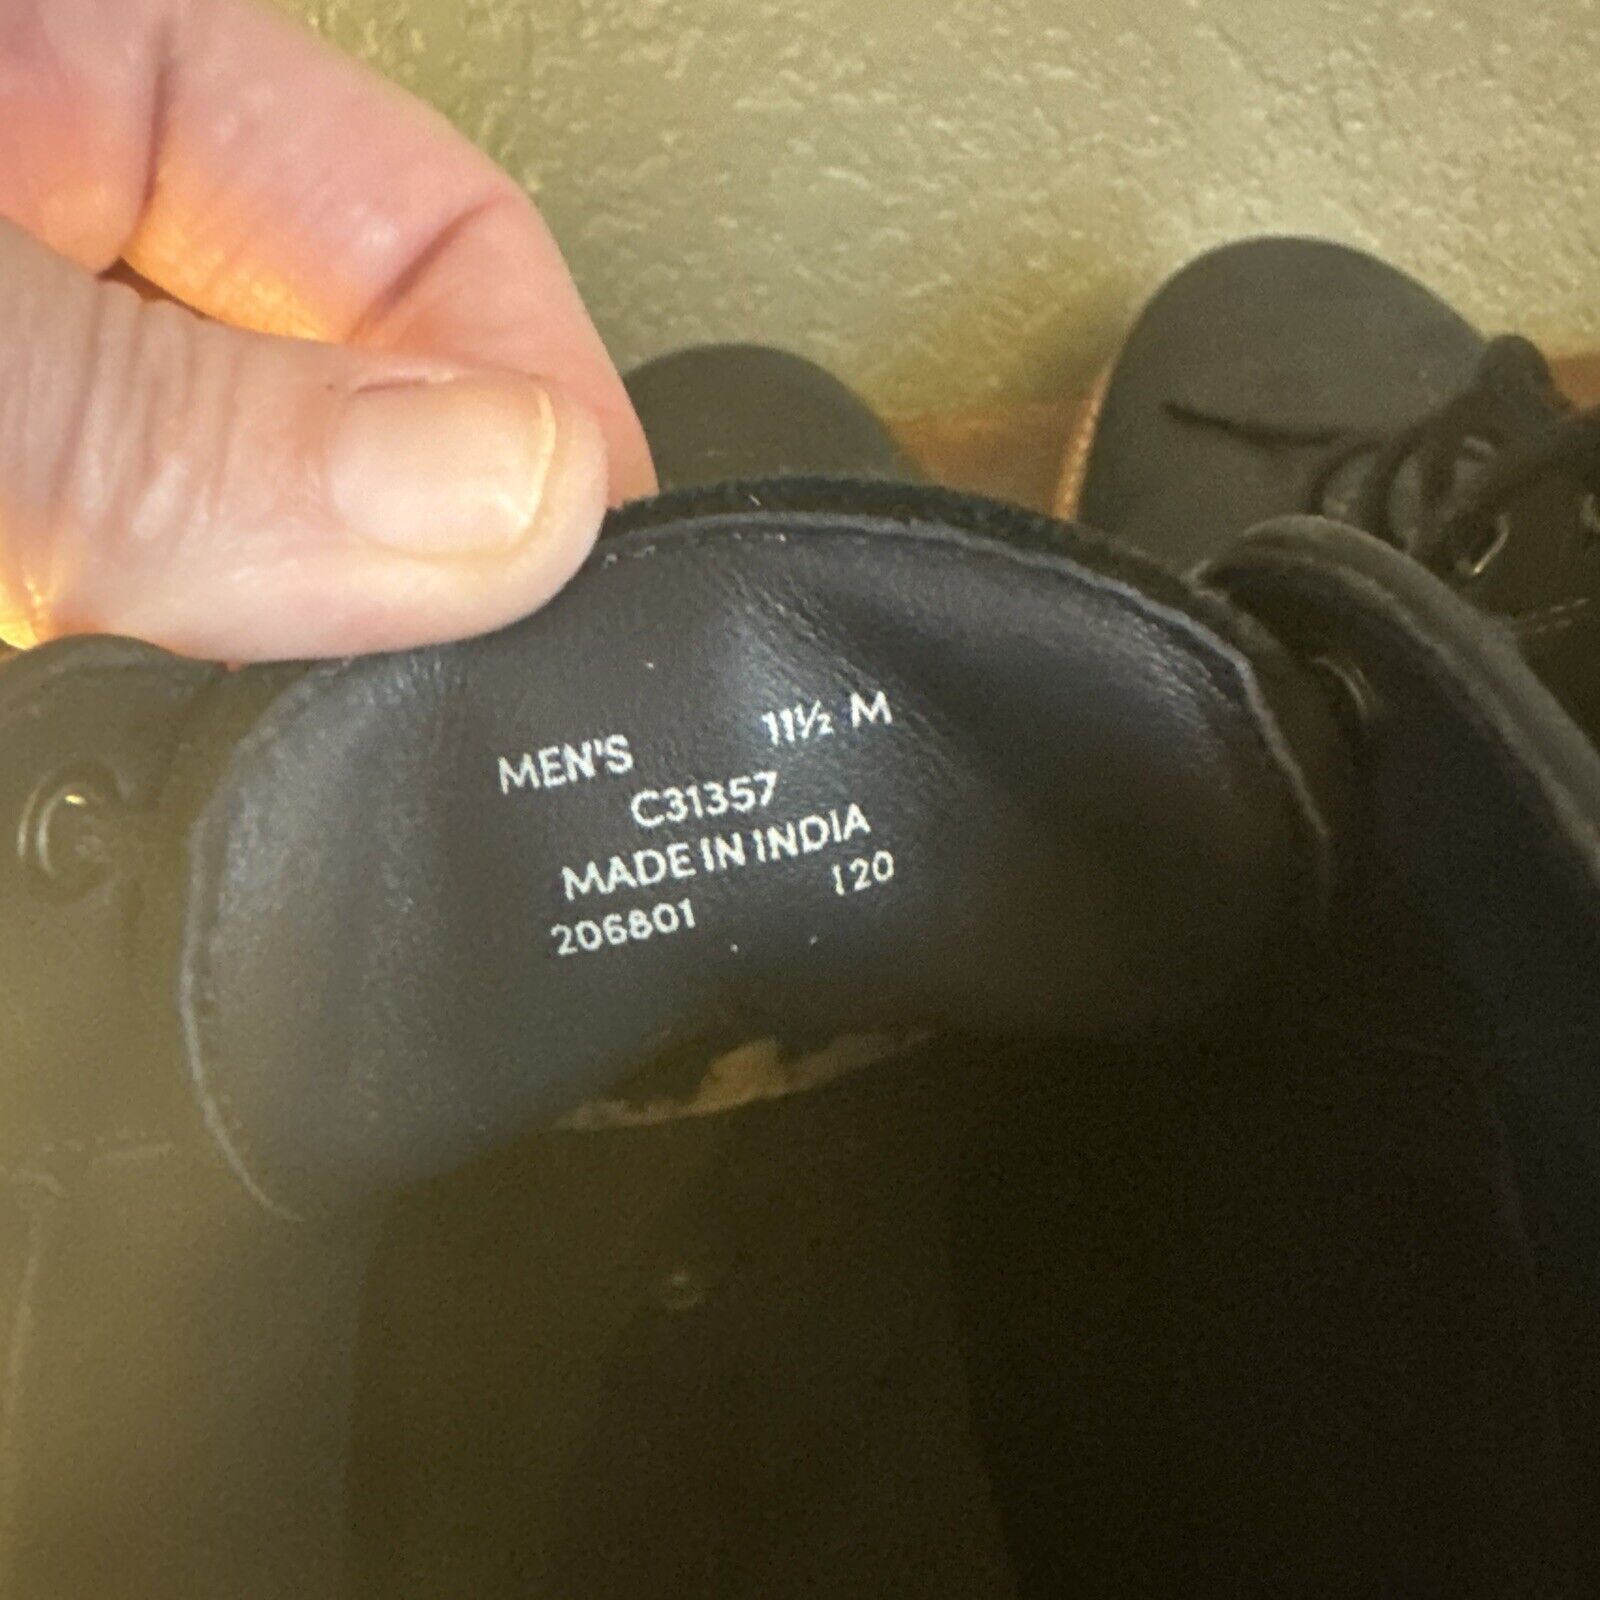 MEN'S 11½ M
C31357
MADE IN INDIA
206801 120